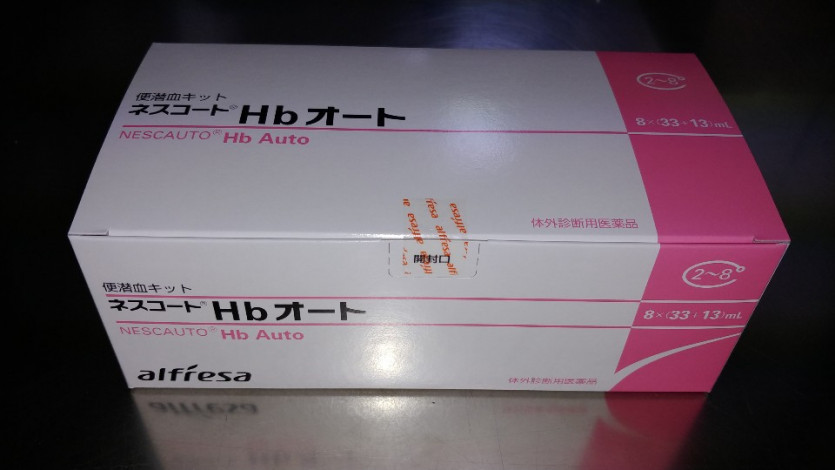 便潜血キット
ネスコート® Hbオート
NESCAUTO® Hb Auto
2~8°
8×(33+13)mL
体外診断用医薬品
alfresa
開封口
便潜血キット
ネスコート® Hbオート
NESCAUTO® Hb Auto
2~8°
8×(33+13)mL
alfresa
体外診断用医薬品